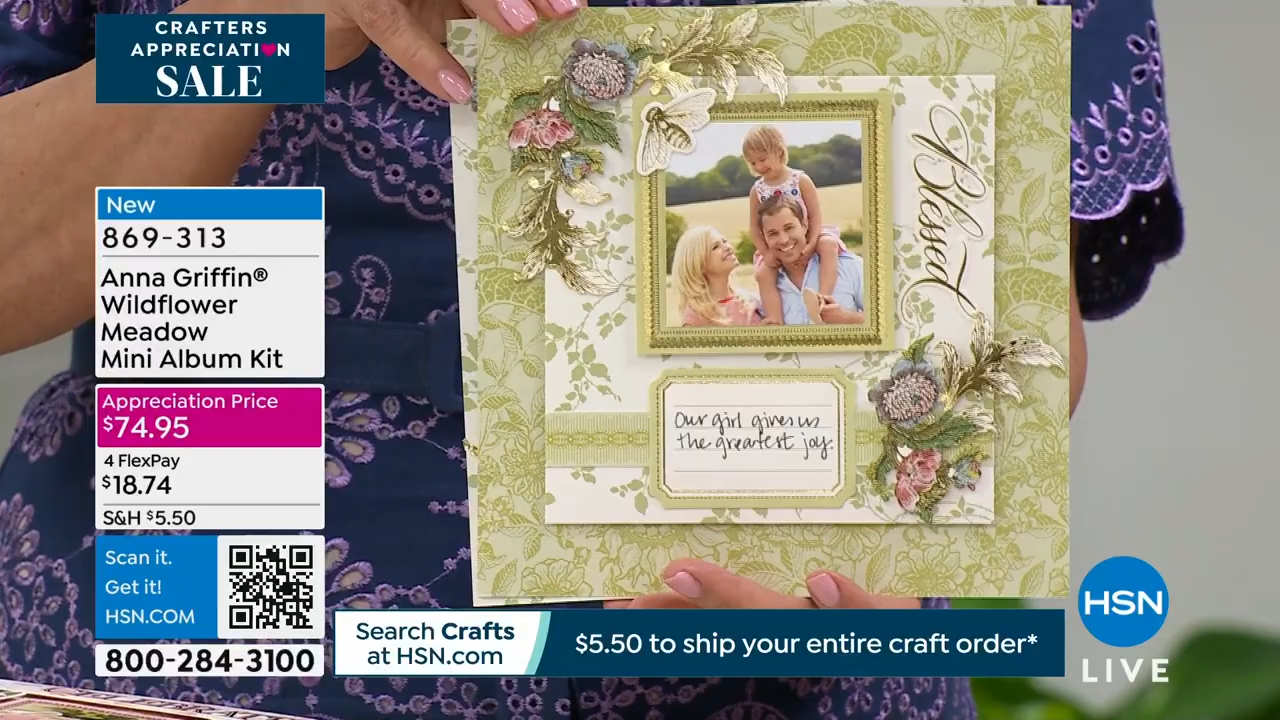 CRAFTERS
APPRECIATION
SALE
New
869-313
Anna Griffin®
Wildflower
Meadow
Mini Album Kit
Appreciation Price
$74.95
4 FlexPay
$18.74
S&H $5.50
Scan it.
Get it!
HSN.COM
800-284-3100
Blessed
Our girl gives us
the greatest joy.
Search Crafts
at HSN.com
$5.50 to ship your entire craft order*
HSN
LIVE